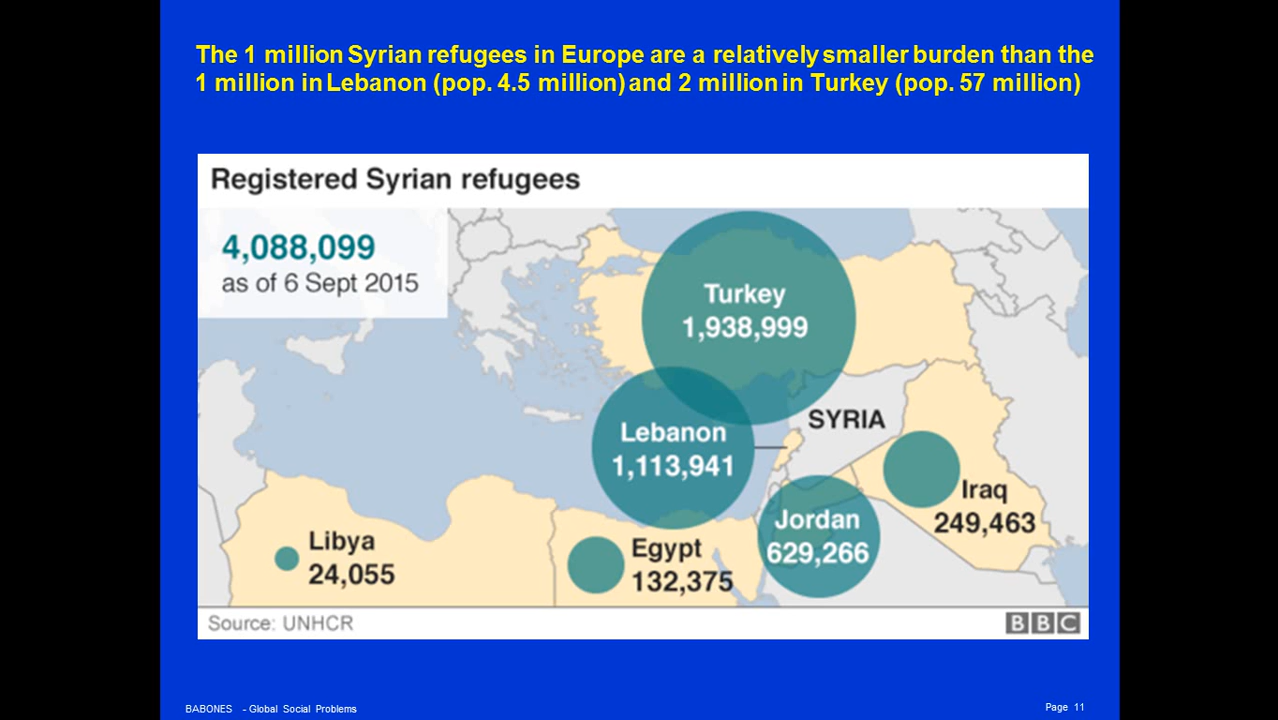 The 1 million Syrian refugees in Europe are a relatively smaller burden than the
1 million in Lebanon (pop. 4.5 million) and 2 million in Turkey (pop. 57 million)
Registered Syrian refugees
4,088,099
as of 6 Sept 2015
Turkey
1,938,999
Lebanon
1,113,941
SYRIA
Iraq
249,463
Jordan
629,266
Libya
24,055
Egypt
132,375
Source: UNHCR
BBC
BABONES - Global Social Problems
Page 11